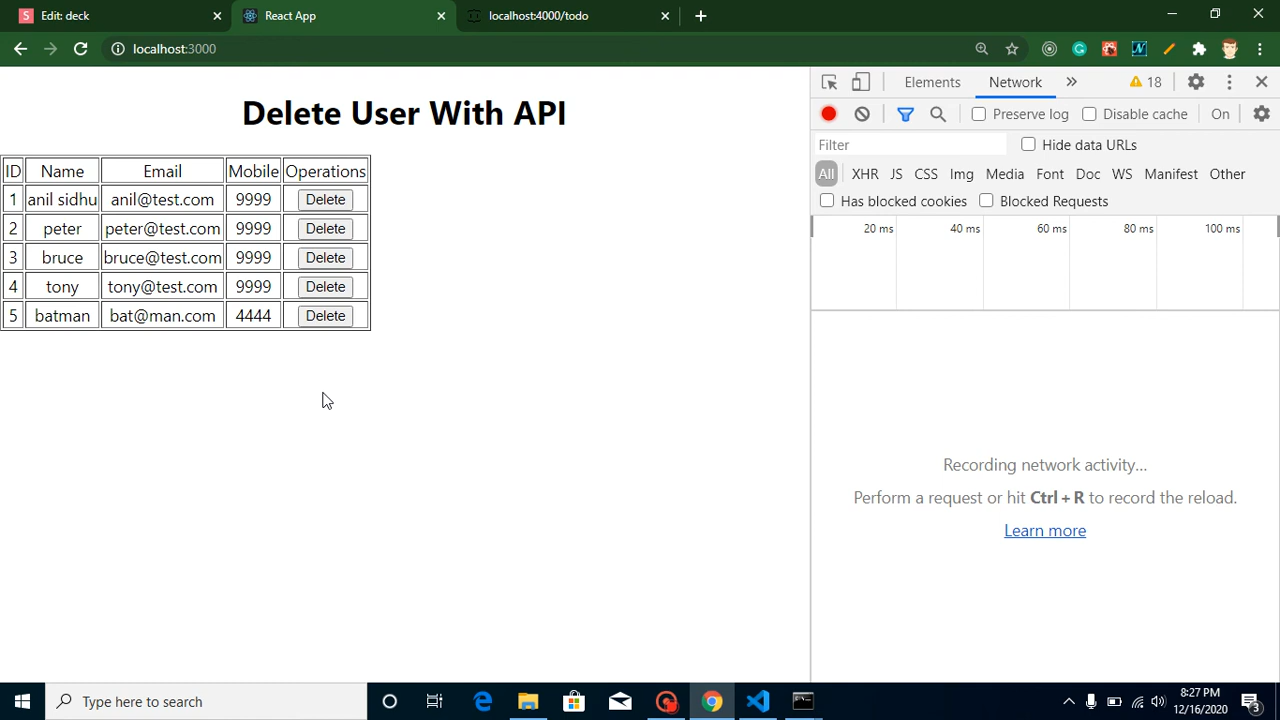 Edit: deck
React App
localhost:4000/todo
localhost:3000
Delete User With API
ID Name Email Mobile Operations
1 anil sidhu anil@test.com 9999 Delete
2 peter peter@test.com 9999 Delete
3 bruce bruce@test.com 9999 Delete
4 tony tony@test.com 9999 Delete
5 batman bat@man.com 4444 Delete
Elements Network » 18
Preserve log Disable cache On
Filter Hide data URLs
All XHR JS CSS Img Media Font Doc WS Manifest Other
Has blocked cookies Blocked Requests
20 ms 40 ms 60 ms 80 ms 100 ms
Recording network activity…
Perform a request or hit Ctrl + R to record the reload.
Learn more
Type here to search
8:27 PM
12/16/2020
3